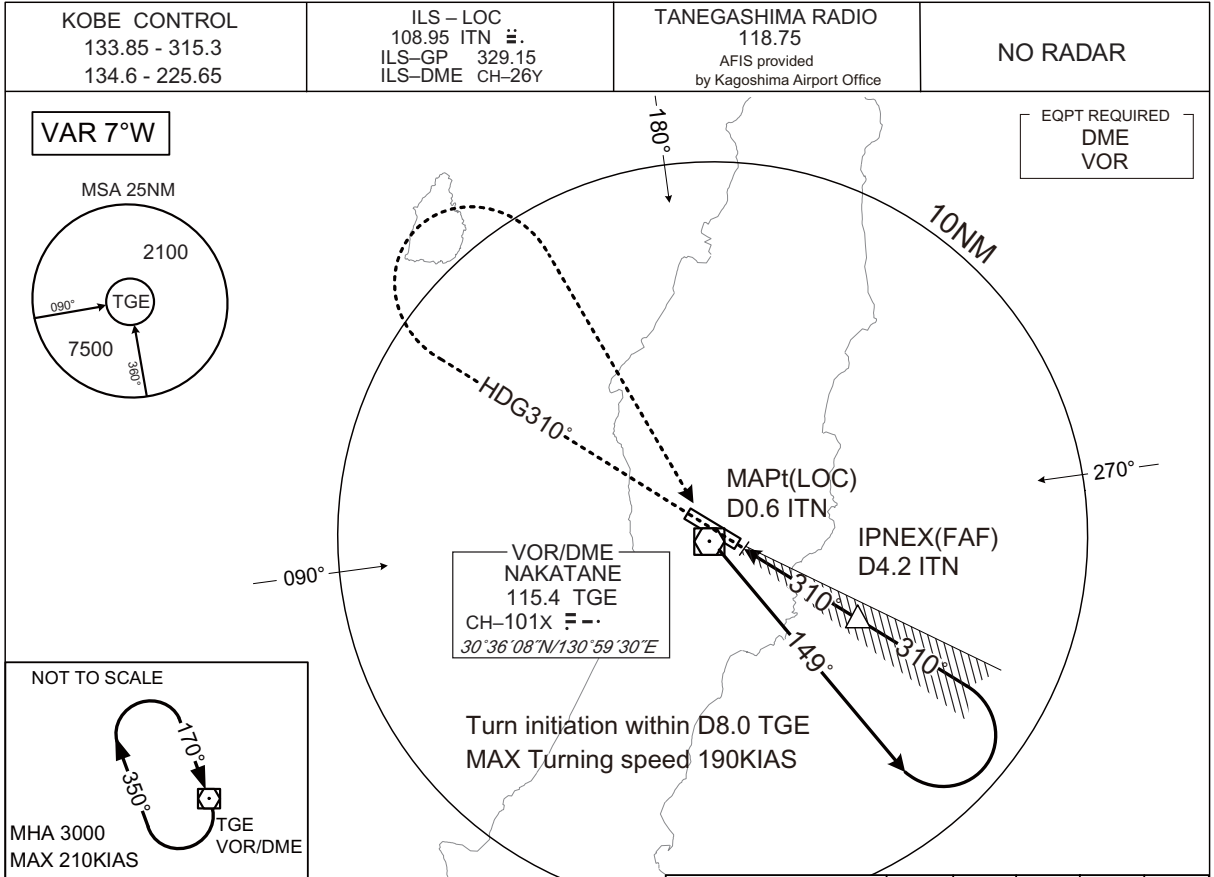 KOBE CONTROL
133.85 - 315.3
134.6 - 225.65
ILS – LOC
108.95 ITN
ILS–GP 329.15
ILS–DME CH–26Y
TANEGASHIMA RADIO
118.75
AFIS provided
by Kagoshima Airport Office
NO RADAR
VAR 7°W
EQPT REQUIRED
DME
VOR
180°
MSA 25NM
2100
090°
TGE
7500
360°
10NM
HDG310°
270°
MAPt(LOC)
D0.6 ITN
IPNEX(FAF)
D4.2 ITN
090°
VOR/DME
NAKATANE
115.4 TGE
CH–101X
30°36′08″N/130°59′30″E
310°
310°
149°
Turn initiation within D8.0 TGE
MAX Turning speed 190KIAS
NOT TO SCALE
170°
350°
TGE
VOR/DME
MHA 3000
MAX 210KIAS